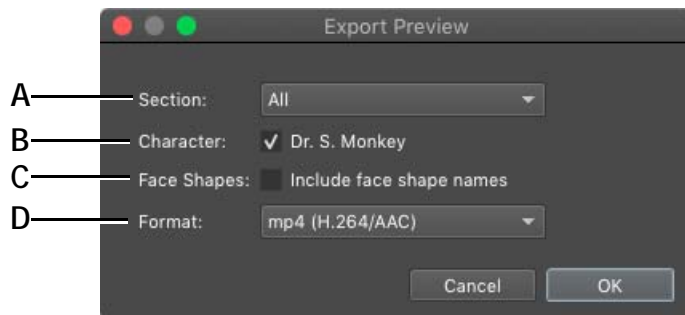 Export Preview
A Section: All
B Character: Dr. S. Monkey
C Face Shapes: Include face shape names
D Format: mp4 (H.264/AAC)
Cancel OK